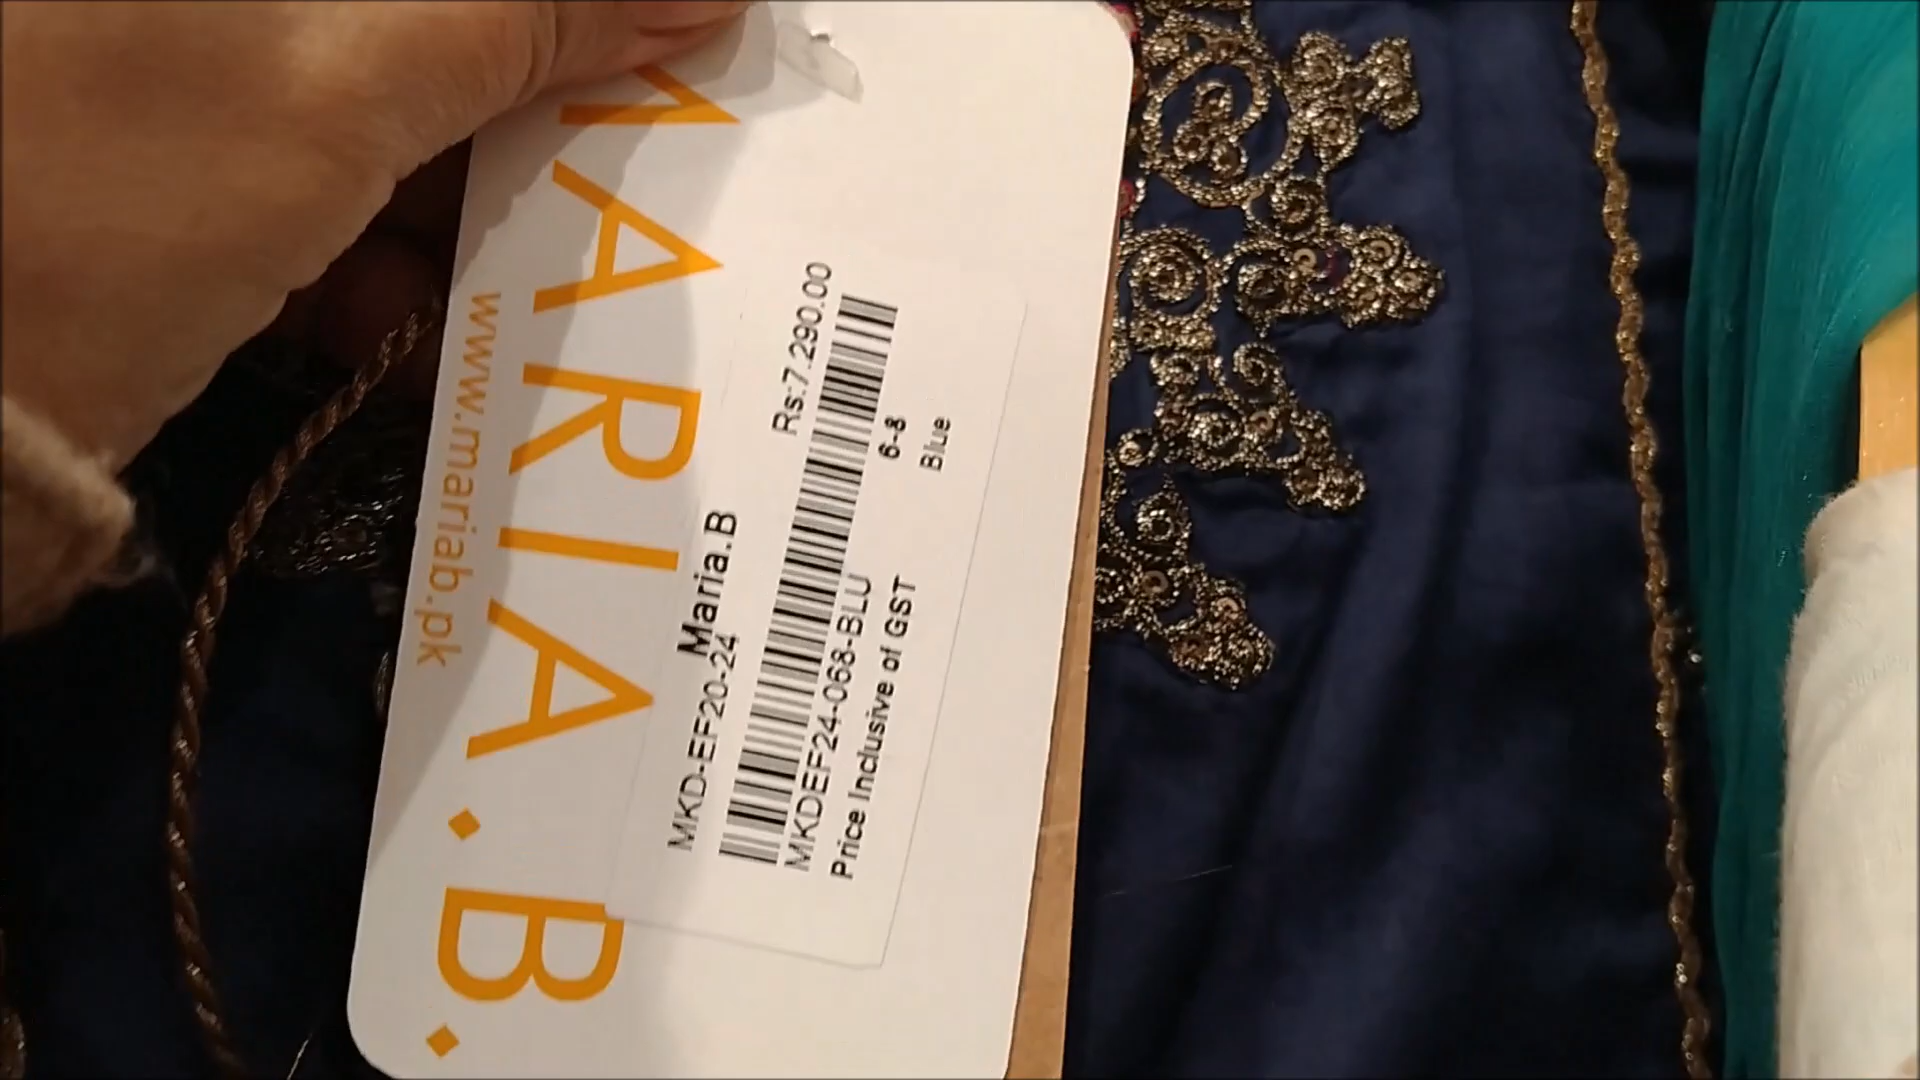 MARIA.B.
www.mariab.pk
Maria.B
MKD-EF20-24
Rs:7,290.00
MKDEF24-068-BLU
6-8
Price Inclusive of GST
Blue